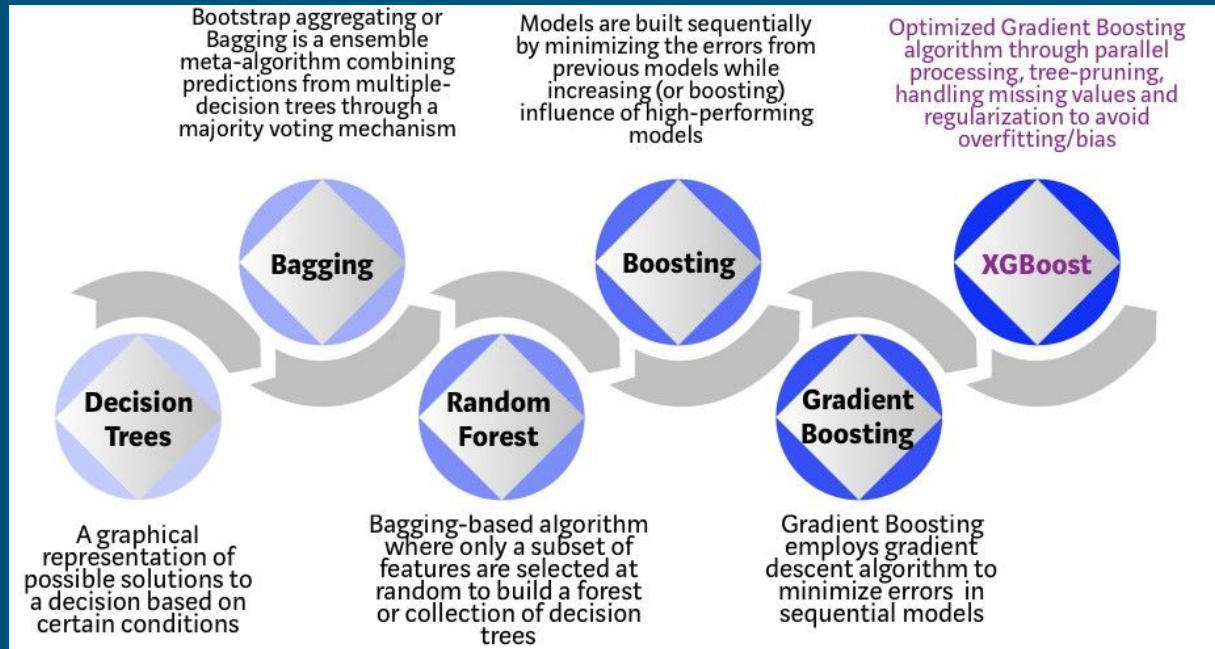 Bootstrap aggregating or
Bagging is a ensemble
meta-algorithm combining
predictions from multiple-
decision trees through a
majority voting mechanism
Models are built sequentially
by minimizing the errors from
previous models while
increasing (or boosting)
influence of high-performing
models
Optimized Gradient Boosting
algorithm through parallel
processing, tree-pruning,
handling missing values and
regularization to avoid
overfitting/bias
Bagging
Boosting
XGBoost
Decision
Trees
Random
Forest
Gradient
Boosting
A graphical
representation of
possible solutions to
a decision based on
certain conditions
Bagging-based algorithm
where only a subset of
features are selected at
random to build a forest
or collection of decision
trees
Gradient Boosting
employs gradient
descent algorithm to
minimize errors in
sequential models